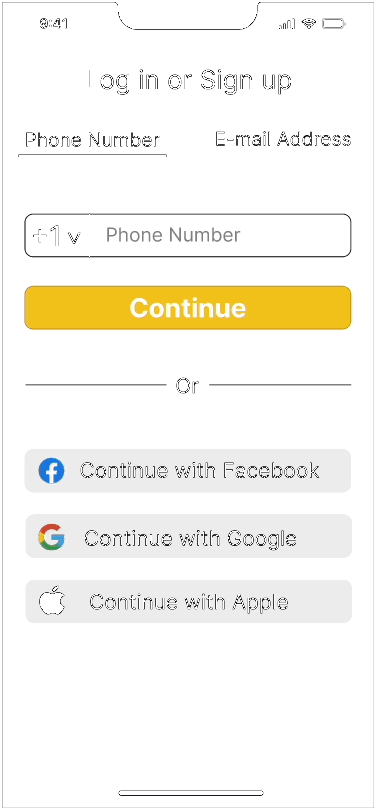 9:41
Log in or Sign up
Phone Number E-mail Address
+1 v Phone Number
Continue
Or
Continue with Facebook
Continue with Google
Continue with Apple